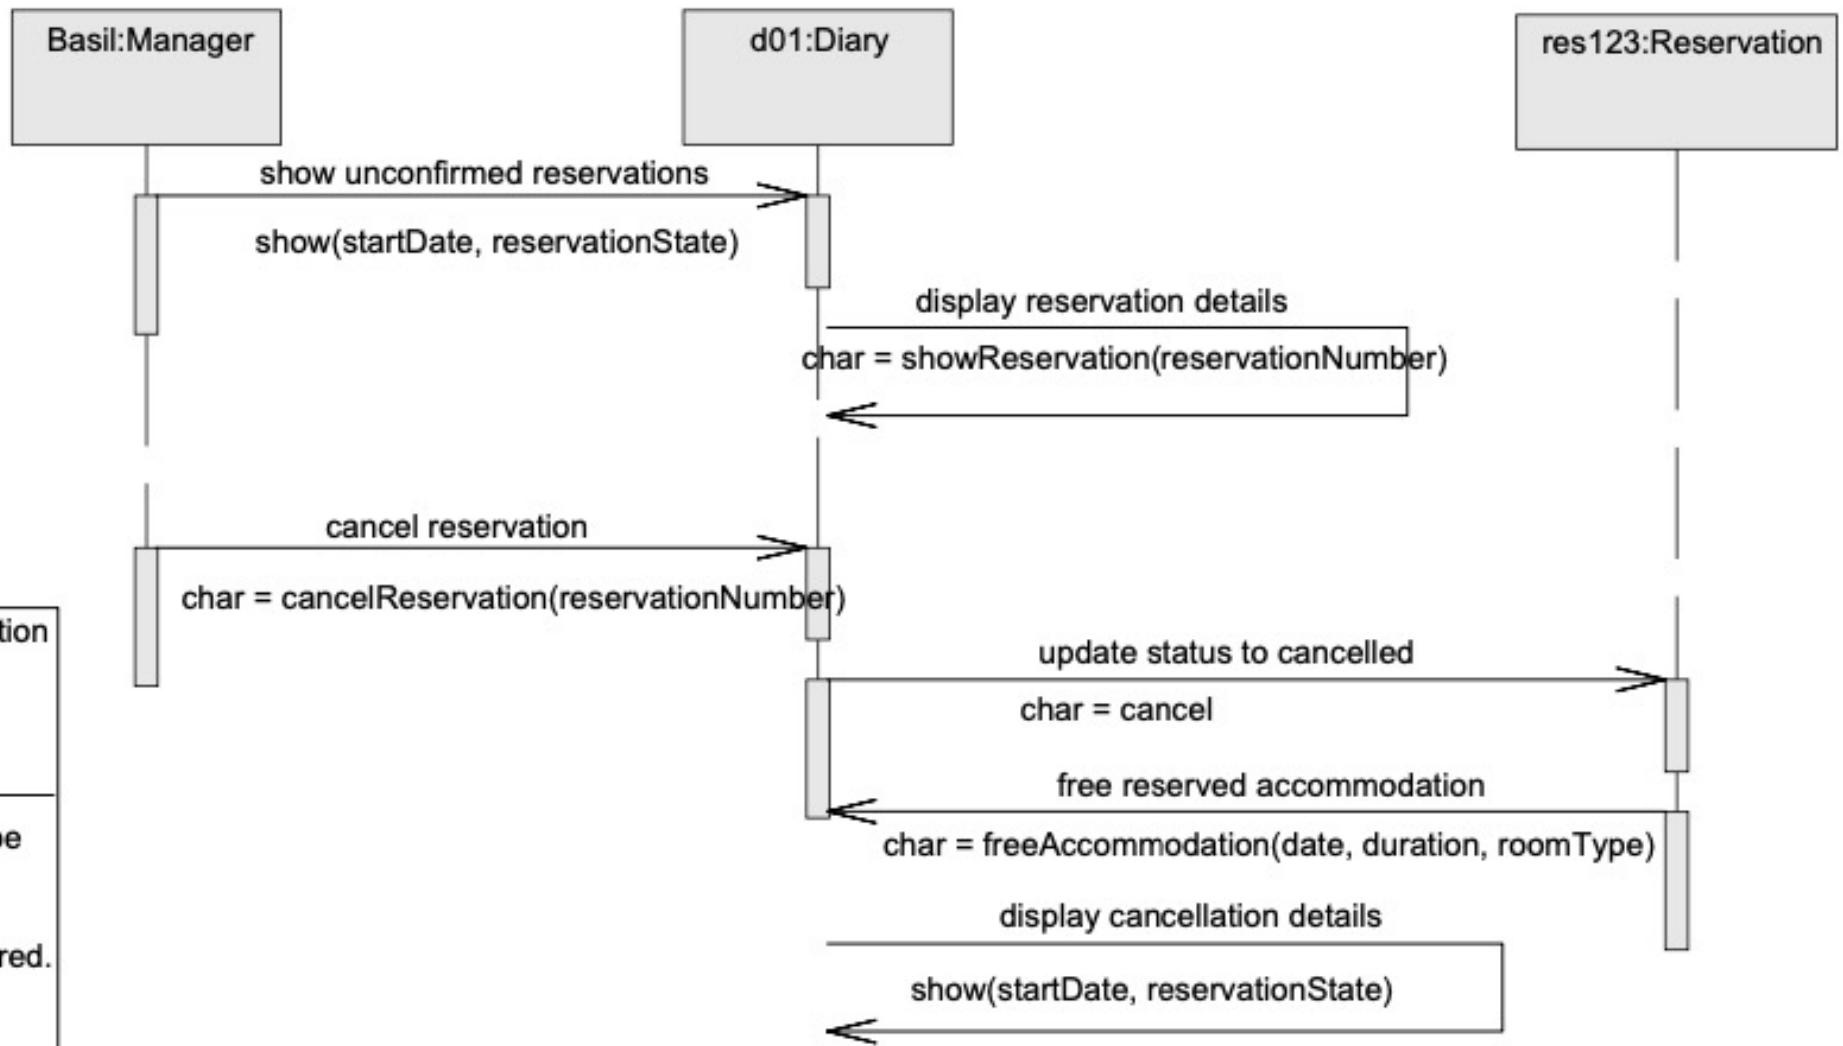 Basil:Manager
d01:Diary
res123:Reservation
show unconfirmed reservations
show(startDate, reservationState)
display reservation details
char = showReservation(reservationNumber)
cancel reservation
char = cancelReservation(reservationNumber)
tion
update status to cancelled
char = cancel
free reserved accommodation
char = freeAccommodation(date, duration, roomType)
display cancellation details
show(startDate, reservationState)
red.